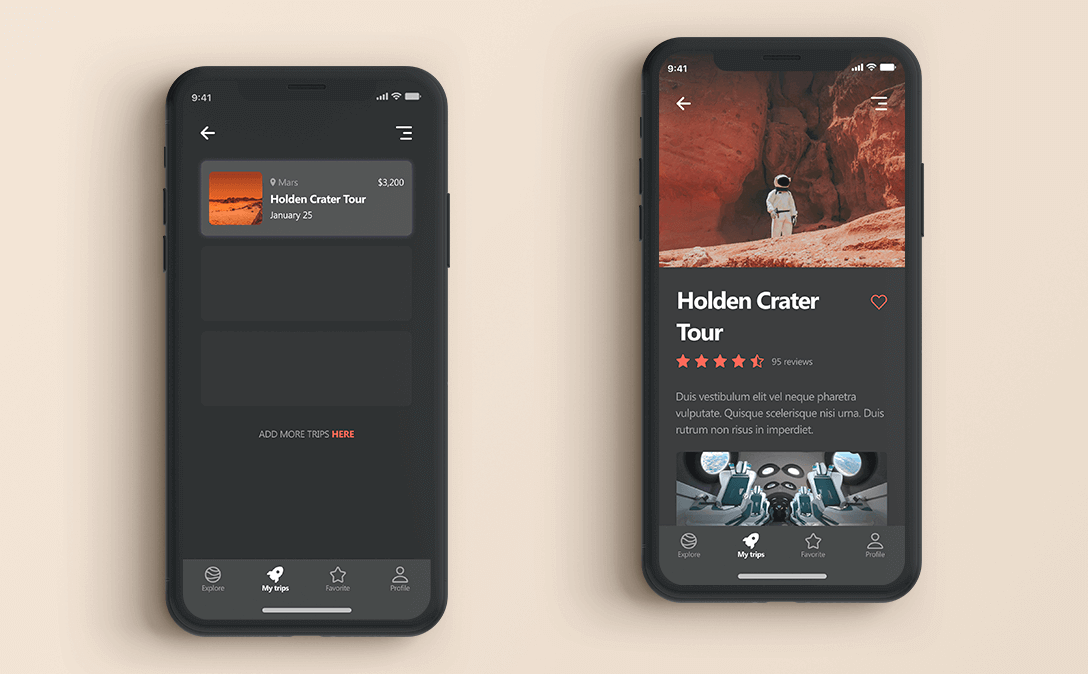 9:41
Mars
$3,200
Holden Crater Tour
January 25
ADD MORE TRIPS HERE
Explore
My trips
Favorite
Profile
9:41
Holden Crater
Tour
95 reviews
Duis vestibulum elit vel neque pharetra
vulputate. Quisque scelerisque nisi urna. Duis
rutrum non risus in imperdiet.
Explore
My trips
Favorite
Profile